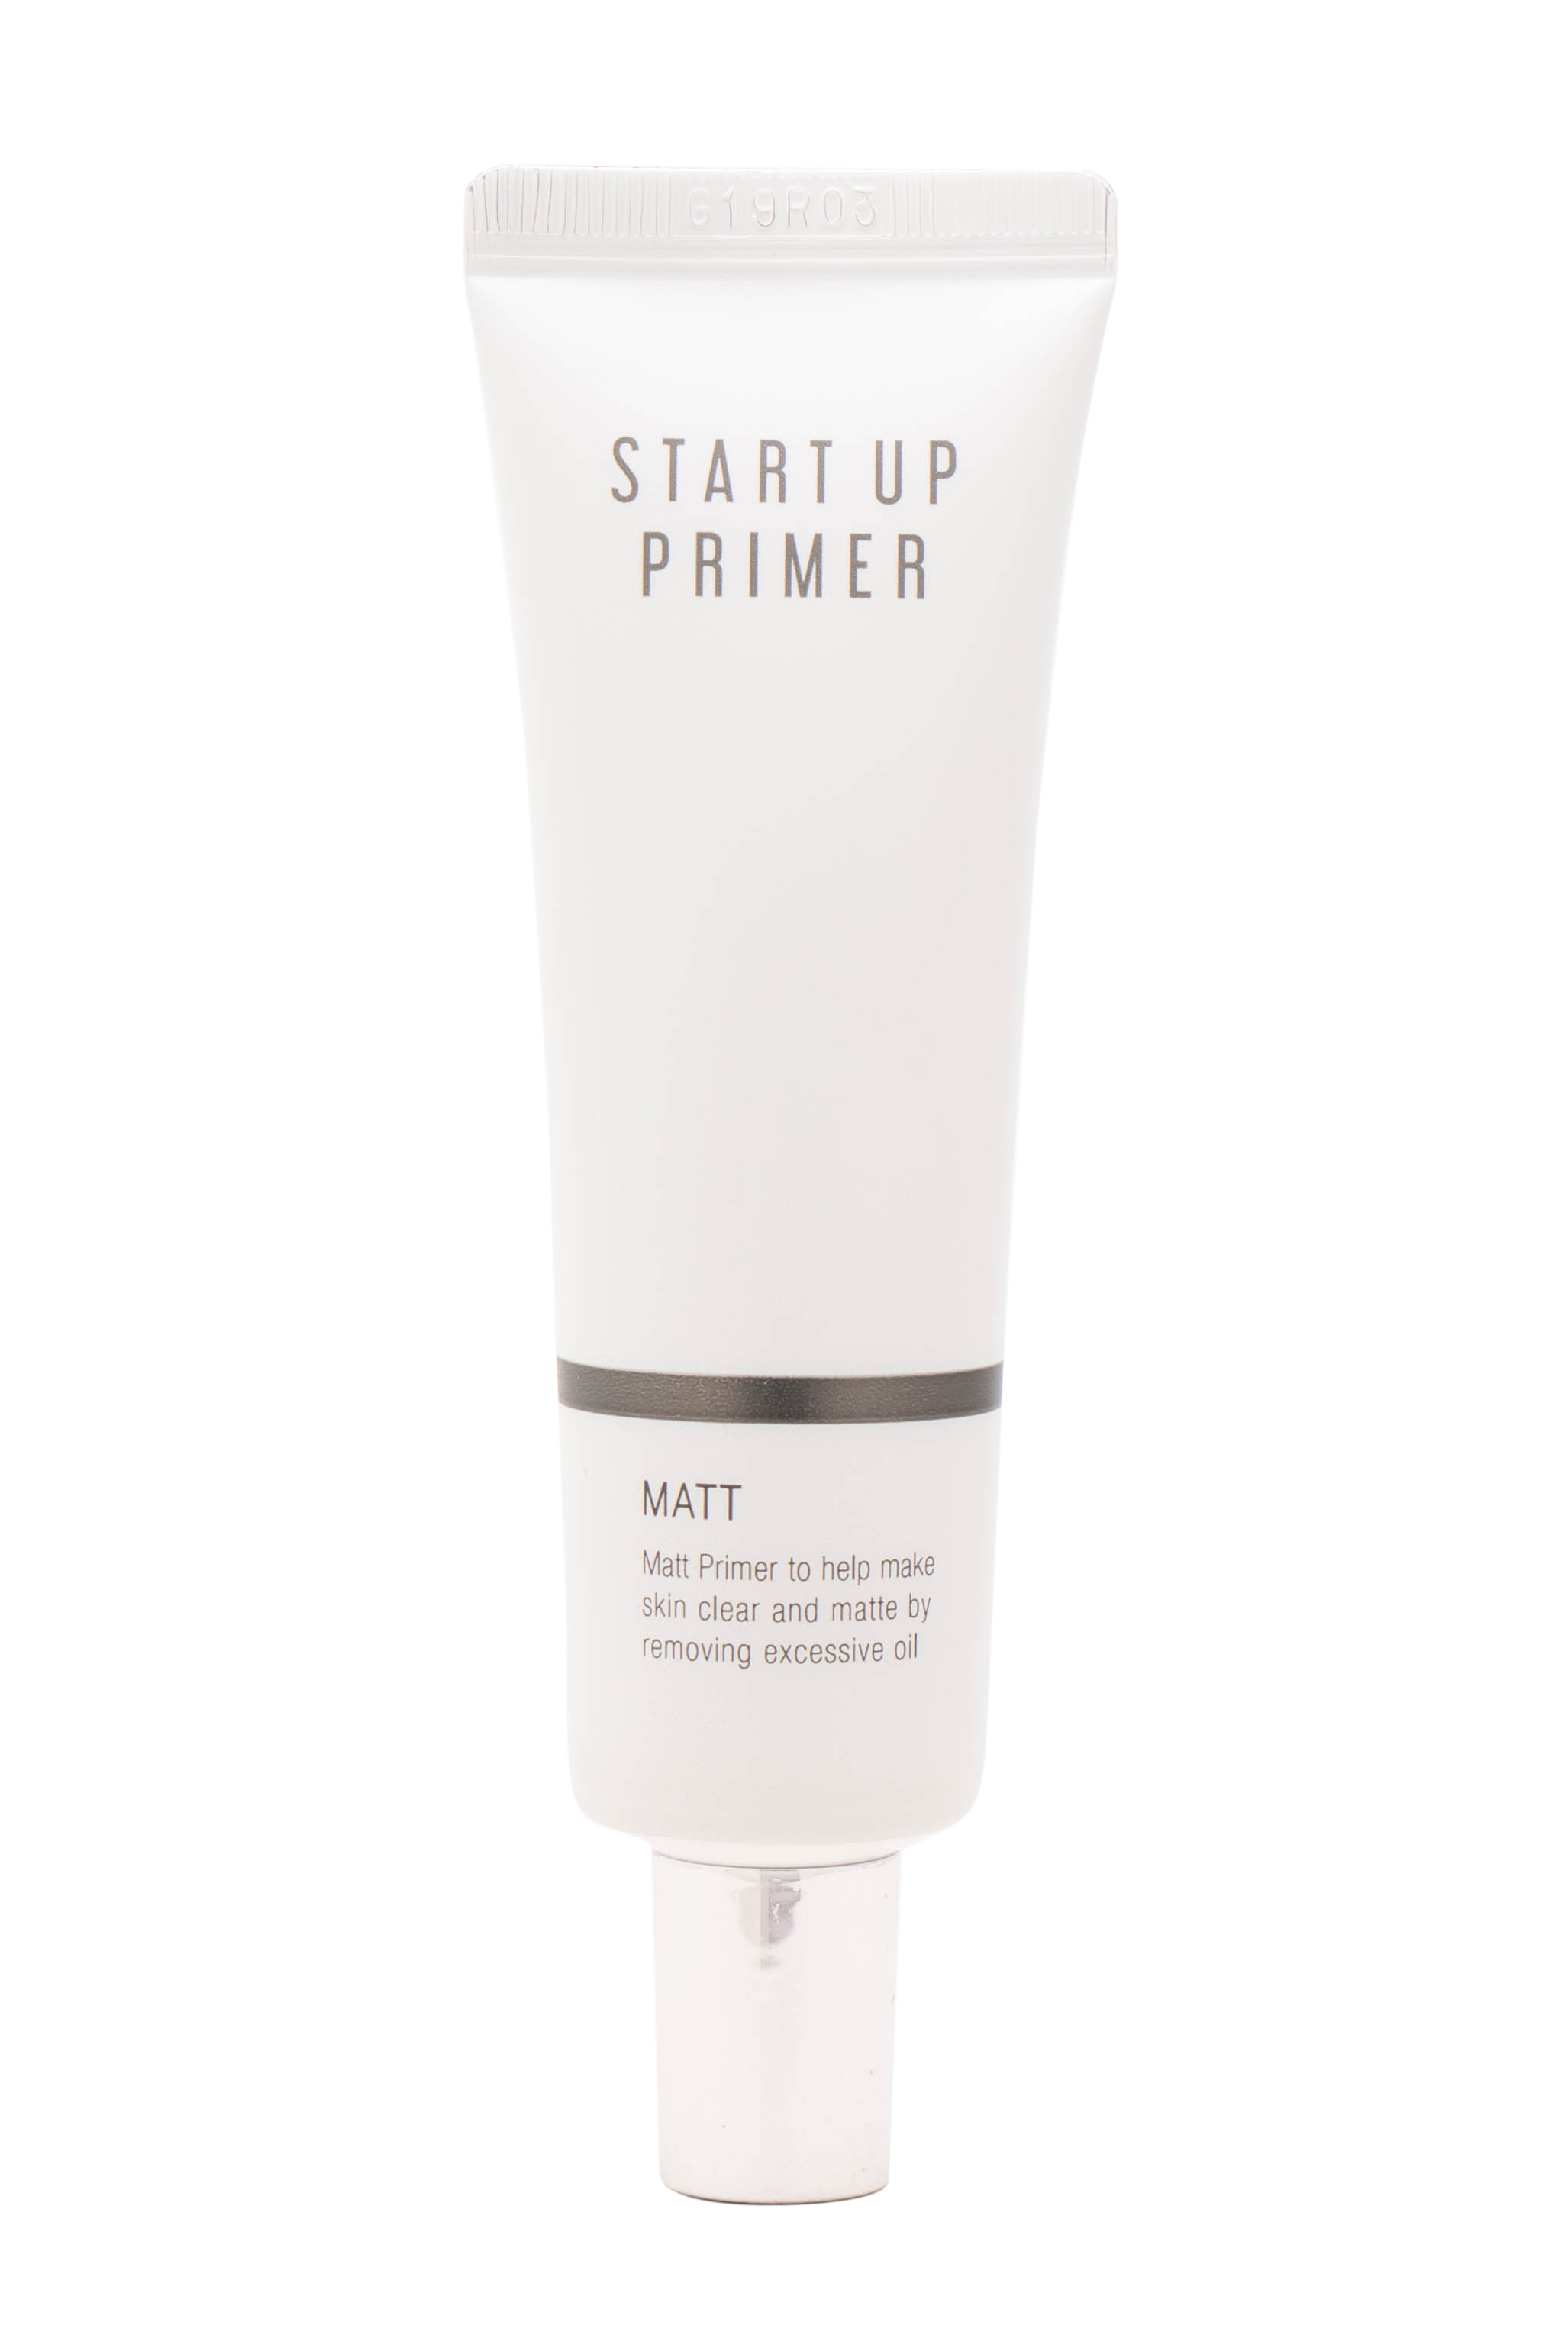 G19R03
START UP
PRIMER
MATT
Matt Primer to help make
skin clear and matte by
removing excessive oil